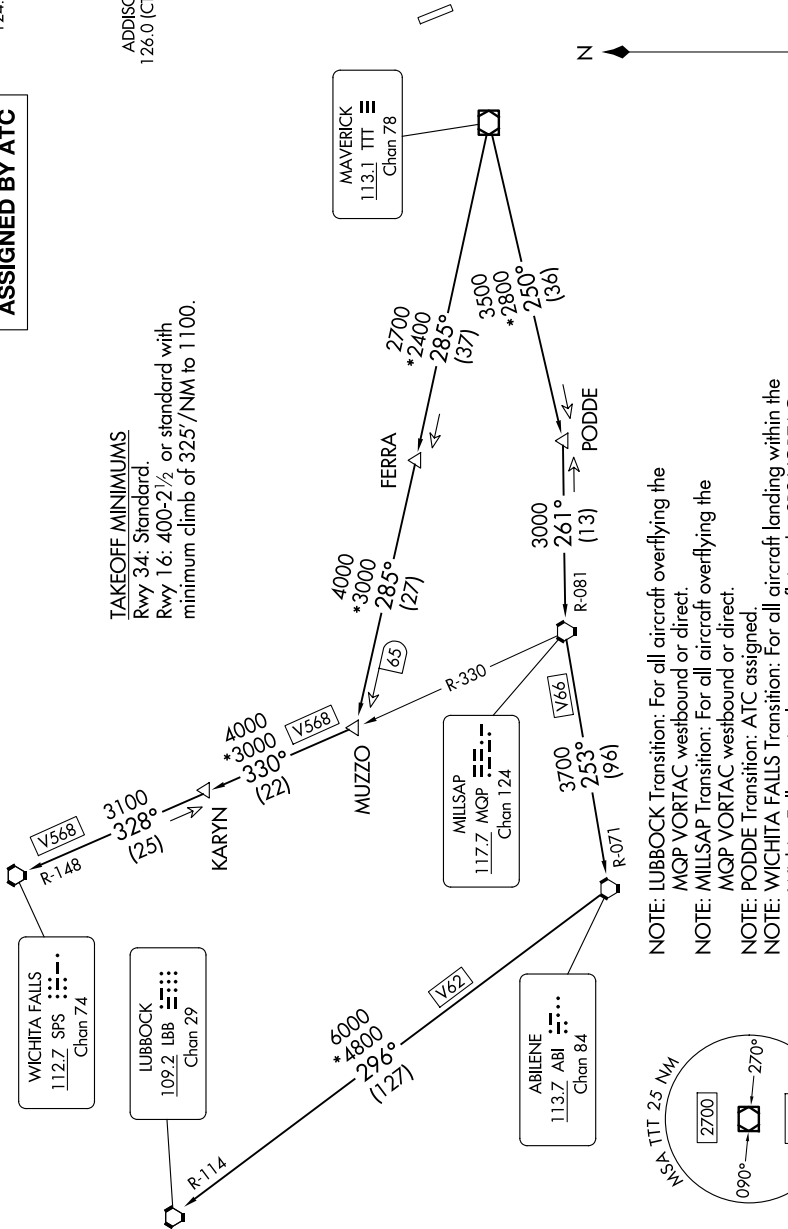 124.
ADDISO
126.0 (CT
ASSIGNED BY ATC
TAKEOFF MINIMUMS
Rwy 34: Standard.
Rwy 16: 400-2½ or standard with
minimum climb of 325'/NM to 1100.
N
MAVERICK
113.1 TTT
Chan 78
2700
*2400
285°
(37)
3500
*2800
250°
(36)
FERRA
PODDE
4000
*3000
285°
(27)
3000
261°
(13)
R-081
65
R-330
MUZZO
V568
4000
*3000
330°
(22)
KARYN
3100
328°
(25)
V568
R-148
WICHITA FALLS
112.7 SPS
Chan 74
LUBBOCK
109.2 LBB
Chan 29
MILLSAP
117.7 MQP
Chan 124
V66
3700
253°
(96)
R-071
V62
6000
*4800
296°
(127)
R-114
ABILENE
113.7 ABI
Chan 84
MSA TTT 25 NM
2700
090°
270°
NOTE: LUBBOCK Transition: For all aircraft overflying the
MQP VORTAC westbound or direct.
NOTE: MILLSAP Transition: For all aircraft overflying the
MQP VORTAC westbound or direct.
NOTE: PODDE Transition: ATC assigned.
NOTE: WICHITA FALLS Transition: For all aircraft landing within the